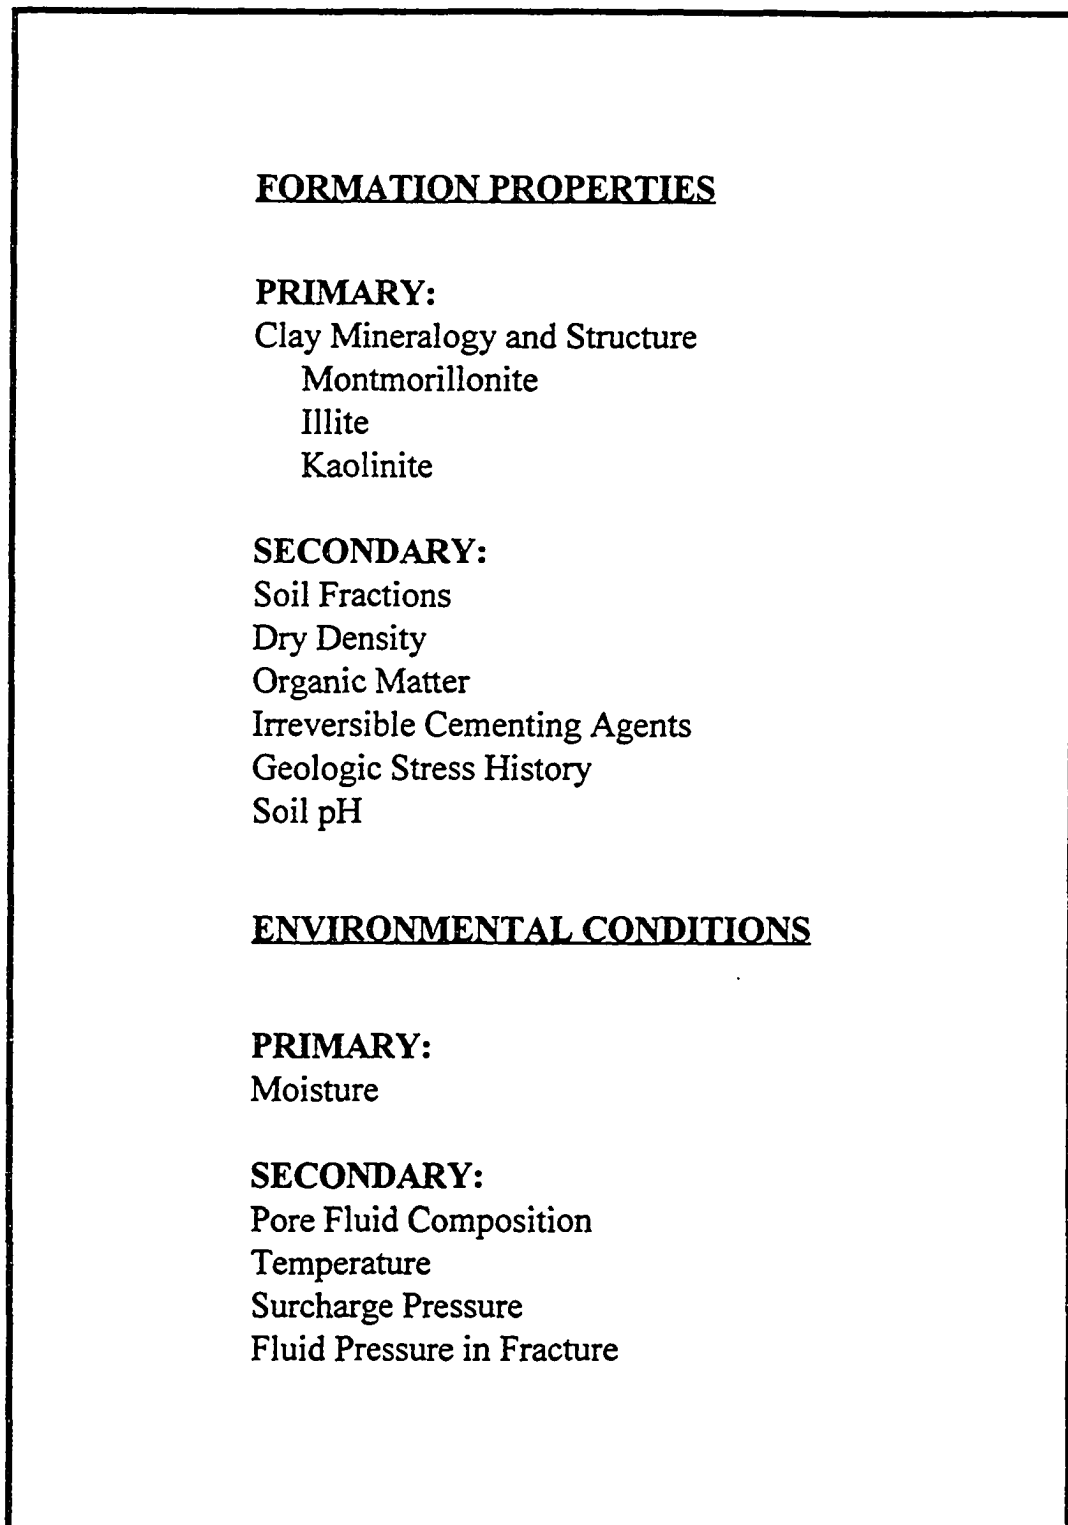 FORMATION PROPERTIES
PRIMARY:
Clay Mineralogy and Structure
Montmorillonite
Illite
Kaolinite
SECONDARY:
Soil Fractions
Dry Density
Organic Matter
Irreversible Cementing Agents
Geologic Stress History
Soil pH
ENVIRONMENTAL CONDITIONS
PRIMARY:
Moisture
SECONDARY:
Pore Fluid Composition
Temperature
Surcharge Pressure
Fluid Pressure in Fracture